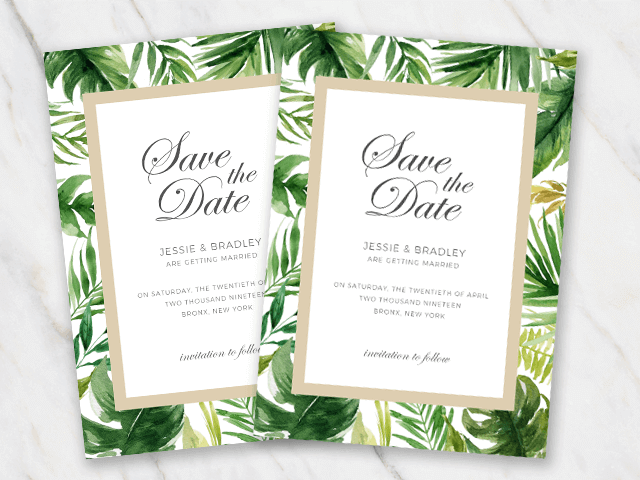 Save
the
Date
JESSIE & BRADLEY
ARE GETTING MARRIED
ON SATURDAY, THE TWENTIETH OF
TWO THOUSAND NINETEEN
BRONX, NEW YORK
invitation to follow
Save
the
Date
JESSIE & BRADLEY
ARE GETTING MARRIED
ON SATURDAY, THE TWENTIETH OF APRIL
TWO THOUSAND NINETEEN
BRONX, NEW YORK
invitation to follow